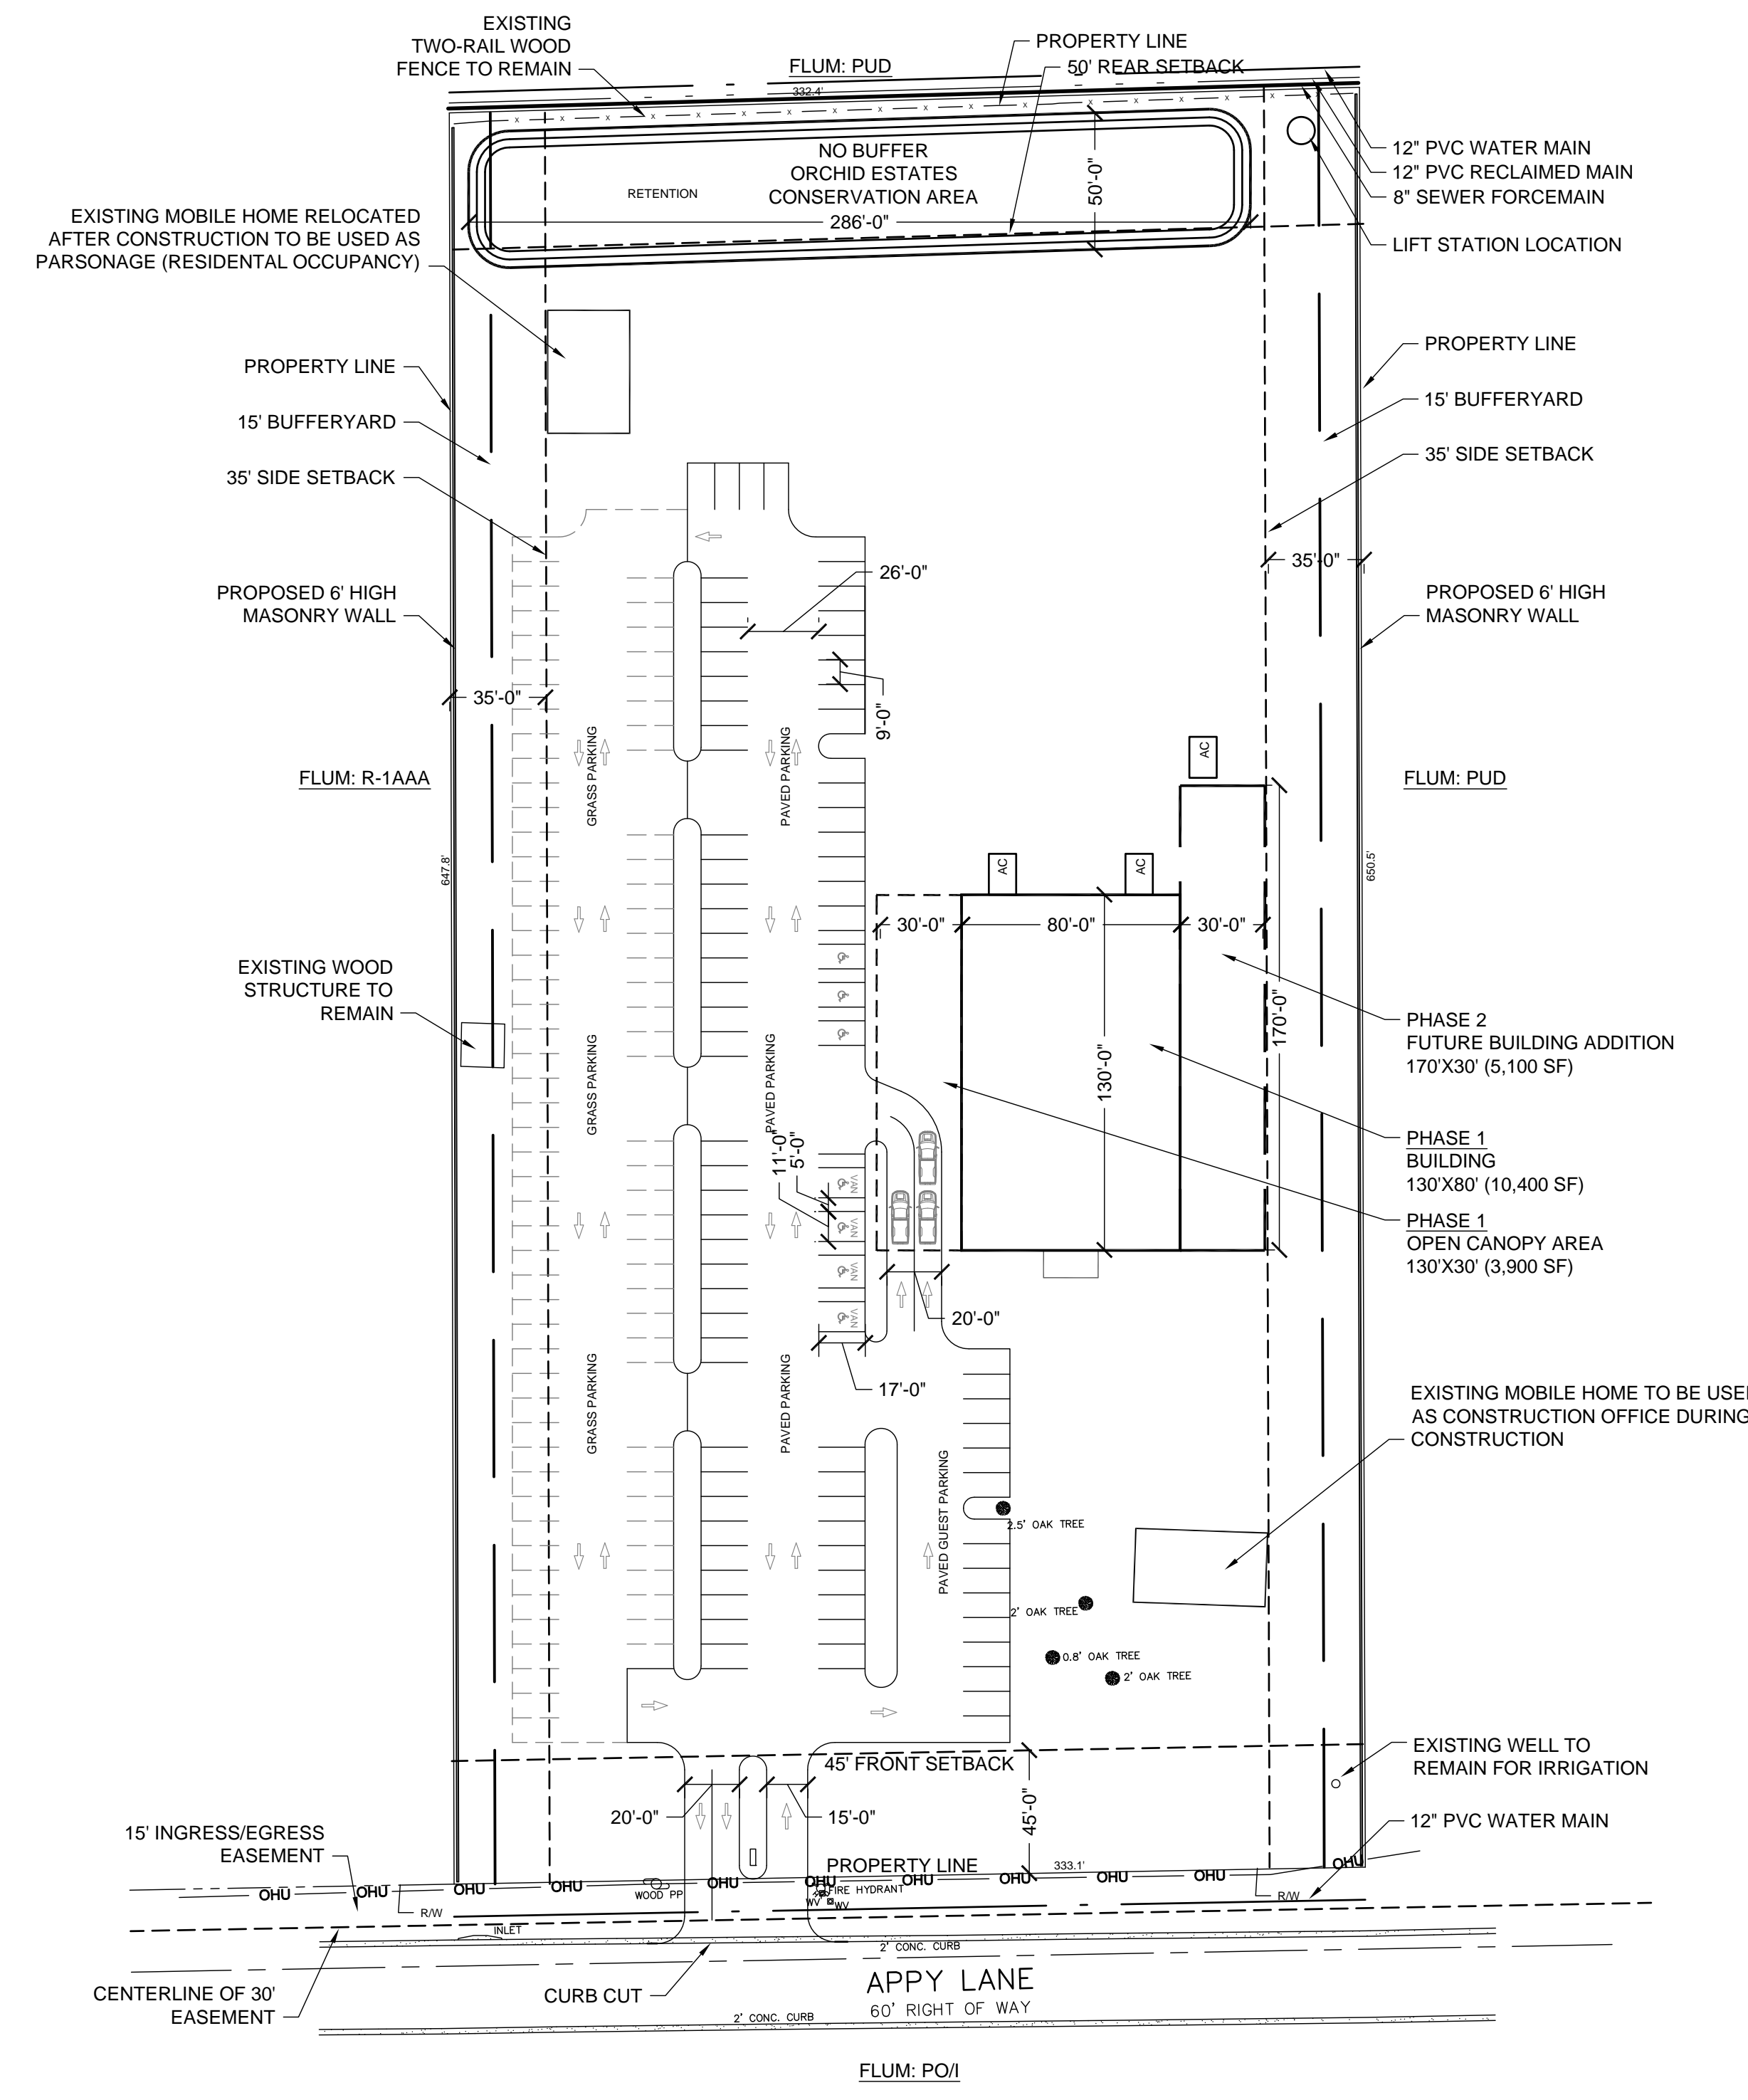 EXISTING
TWO-RAIL WOOD
FENCE TO REMAIN
FLUM: PUD
332.4'
PROPERTY LINE
50' REAR SETBACK
NO BUFFER
ORCHID ESTATES
CONSERVATION AREA
RETENTION
286'-0"
50'-0"
12" PVC WATER MAIN
12" PVC RECLAIMED MAIN
8" SEWER FORCEMAIN
LIFT STATION LOCATION
EXISTING MOBILE HOME RELOCATED
AFTER CONSTRUCTION TO BE USED AS
PARSONAGE (RESIDENTAL OCCUPANCY)
PROPERTY LINE
15' BUFFERYARD
35' SIDE SETBACK
PROPERTY LINE
15' BUFFERYARD
35' SIDE SETBACK
35'-0"
26'-0"
PROPOSED 6' HIGH
MASONRY WALL
PROPOSED 6' HIGH
MASONRY WALL
35'-0"
9'-0"
GRASS PARKING
PAVED PARKING
AC
FLUM: R-1AAA
FLUM: PUD
647.8'
650.5'
AC
AC
30'-0"
80'-0"
30'-0"
EXISTING WOOD
STRUCTURE TO
REMAIN
170'-0"
130'-0"
PHASE 2
FUTURE BUILDING ADDITION
170'X30' (5,100 SF)
GRASS PARKING
PAVED PARKING
11'-0"
5'-0"
PHASE 1
BUILDING
130'X80' (10,400 SF)
VAN
VAN
VAN
VAN
PHASE 1
OPEN CANOPY AREA
130'X30' (3,900 SF)
20'-0"
17'-0"
GRASS PARKING
PAVED PARKING
PAVED GUEST PARKING
EXISTING MOBILE HOME TO BE USE
AS CONSTRUCTION OFFICE DURING
CONSTRUCTION
2.5' OAK TREE
2' OAK TREE
0.8' OAK TREE
2' OAK TREE
45' FRONT SETBACK
EXISTING WELL TO
REMAIN FOR IRRIGATION
20'-0"
15'-0"
45'-0"
12" PVC WATER MAIN
15' INGRESS/EGRESS
EASEMENT
PROPERTY LINE
333.1'
OHU
OHU
OHU
OHU
OHU
OHU
OHU
OHU
OHU
OHU
OHU
WOOD PP
FIRE HYDRANT
WV
WV
R/W
R/W
INLET
2' CONC. CURB
CENTERLINE OF 30'
EASEMENT
CURB CUT
APPY LANE
60' RIGHT OF WAY
2' CONC. CURB
FLUM: PO/I